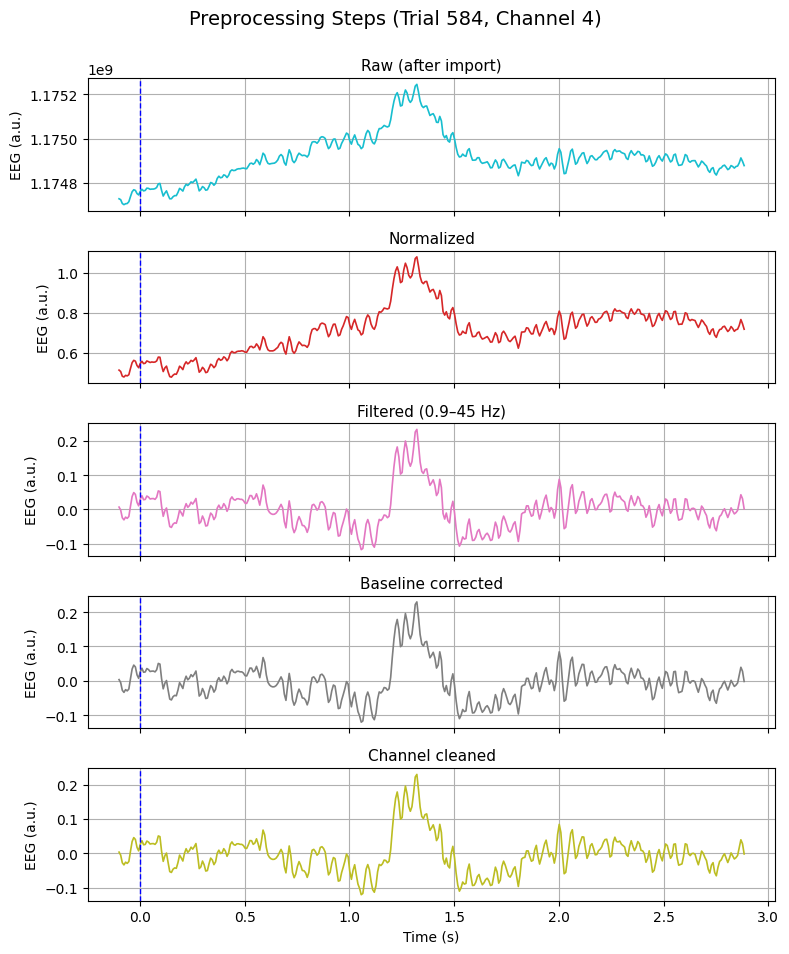 Preprocessing Steps (Trial 584, Channel 4)
Raw (after import)
1e9
1.1752
1.1750
1.1748
EEG (a.u.)
Normalized
1.0
0.8
0.6
EEG (a.u.)
Filtered (0.9–45 Hz)
0.2
0.1
0.0
−0.1
EEG (a.u.)
Baseline corrected
0.2
0.1
0.0
−0.1
EEG (a.u.)
Channel cleaned
0.2
0.1
0.0
−0.1
EEG (a.u.)
0.0 0.5 1.0 1.5 2.0 2.5 3.0
Time (s)